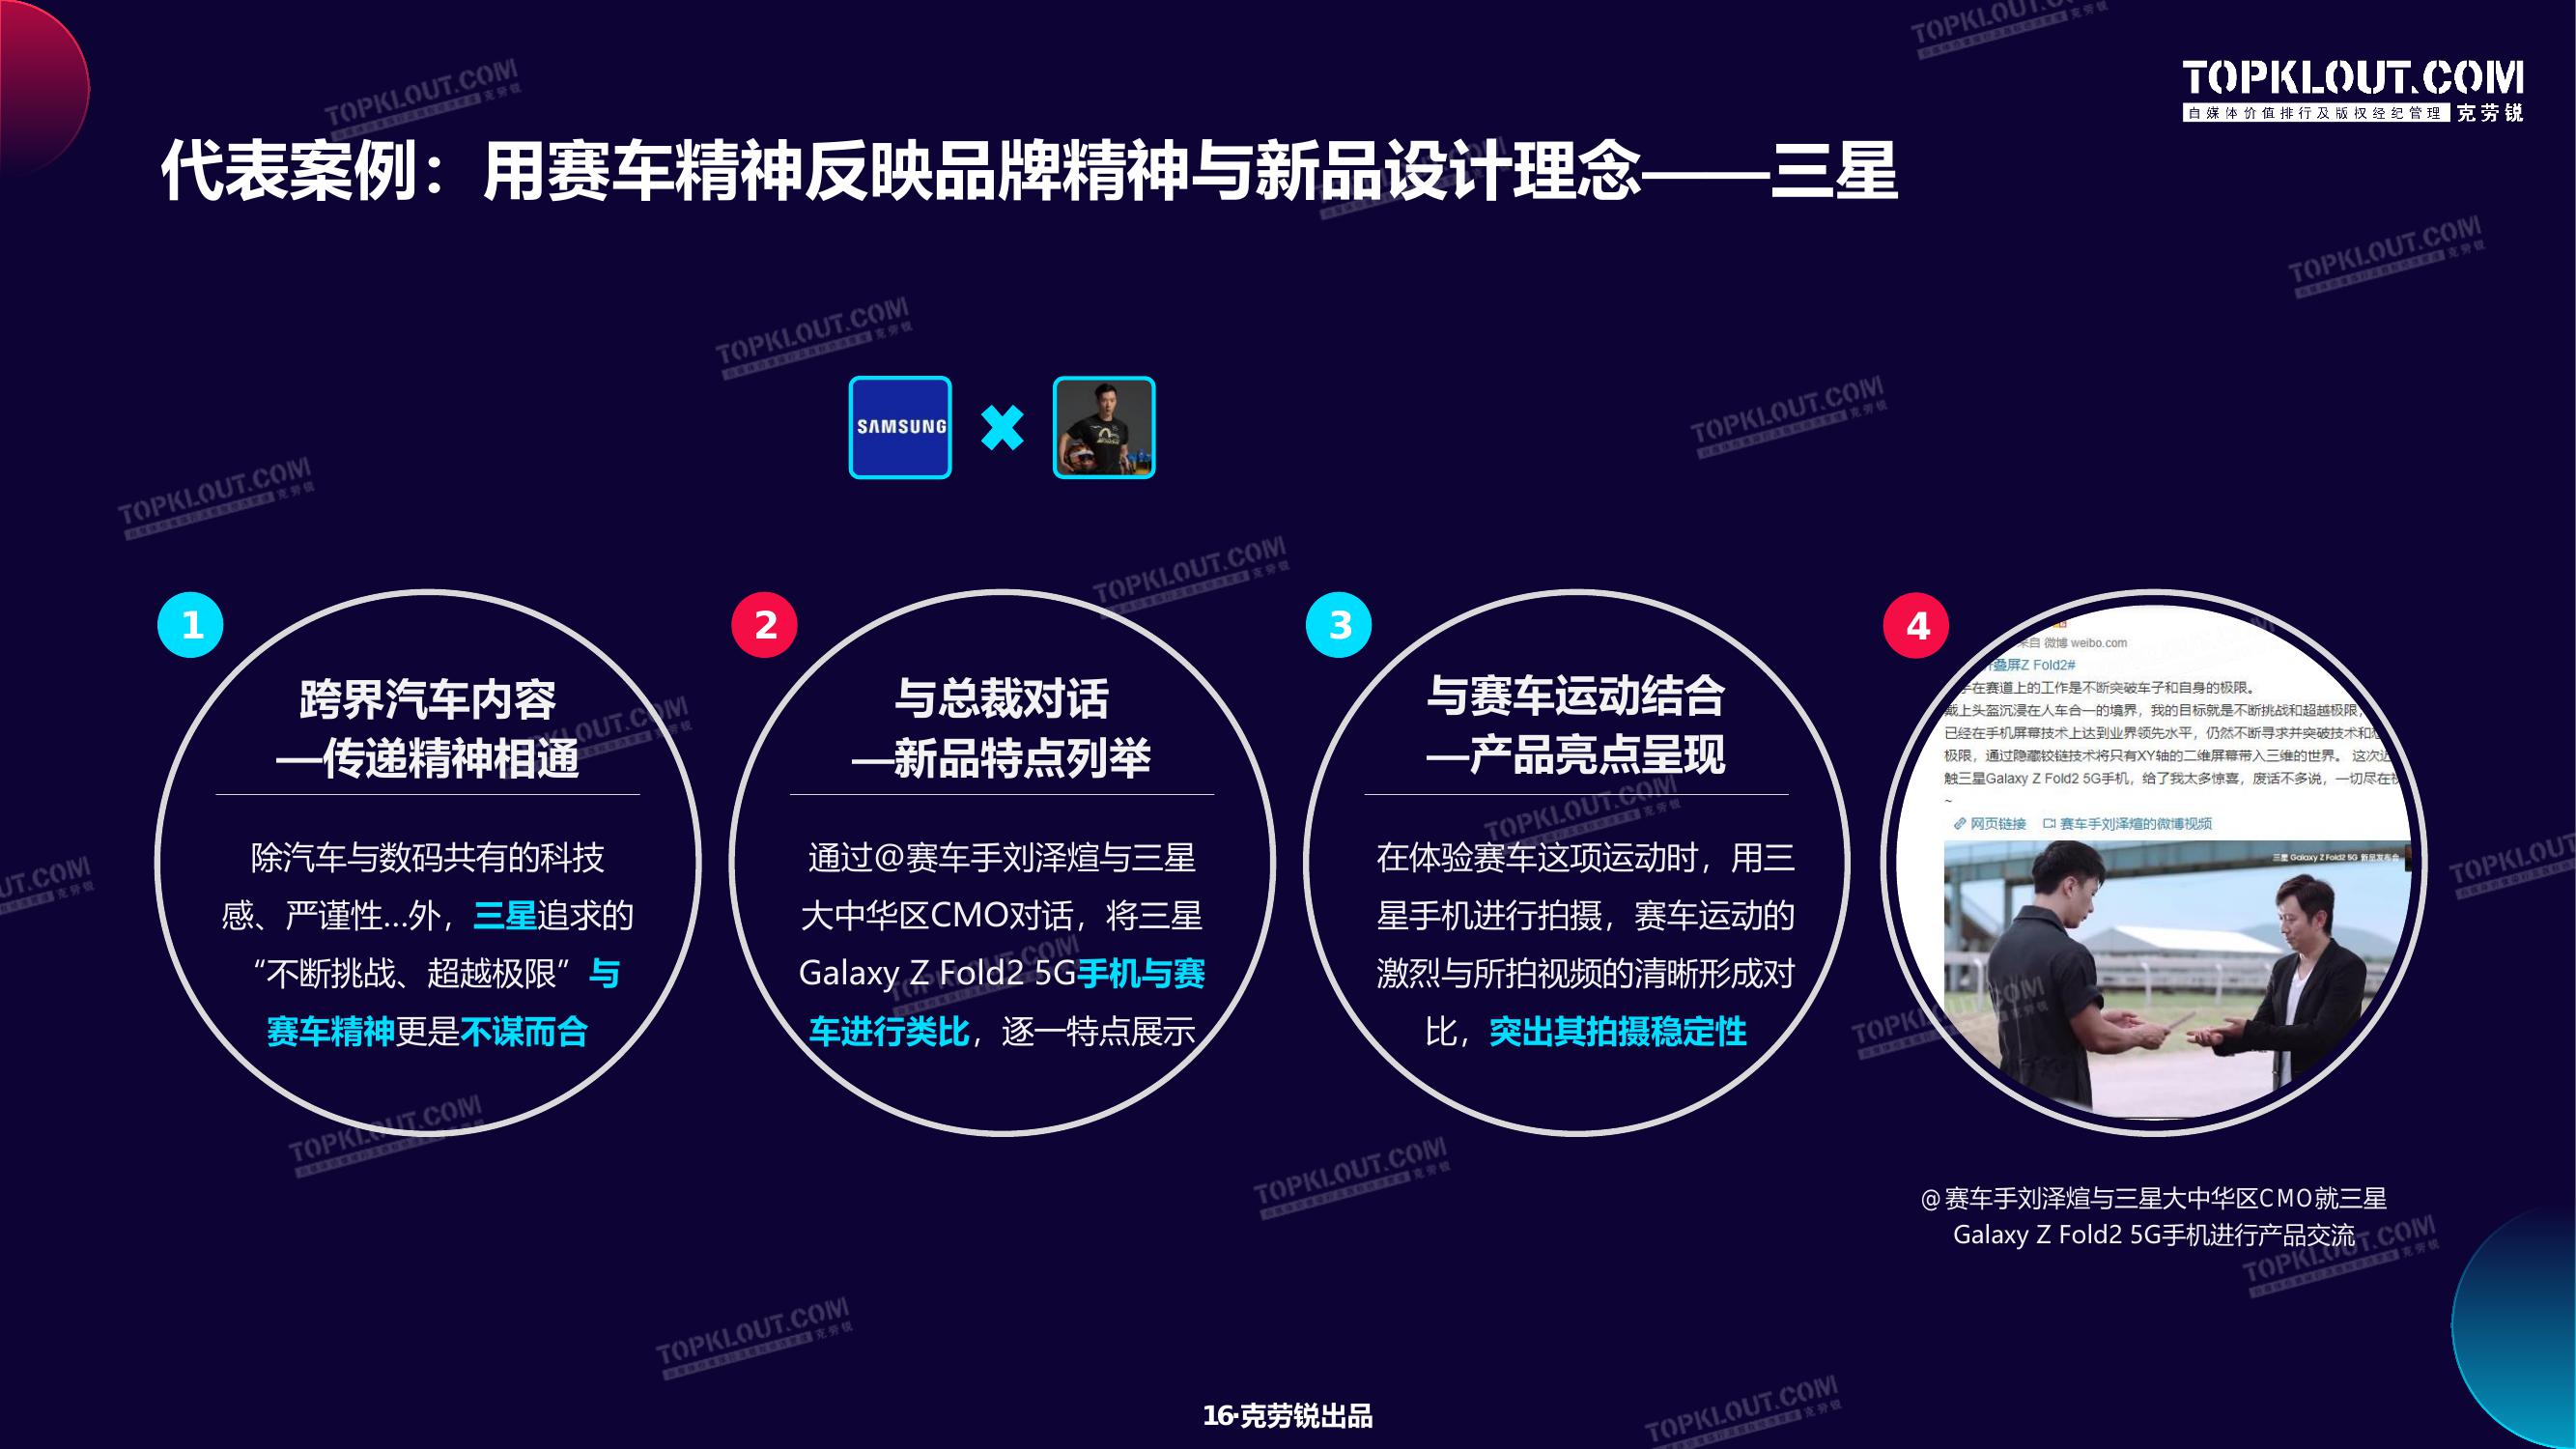 TOPKLOUT.COM
自媒体价值排行及版权经纪管理 克劳锐
代表案例：用赛车精神反映品牌精神与新品设计理念——三星
SAMSUNG
1
跨界汽车内容
—传递精神相通
除汽车与数码共有的科技
感、严谨性...外，三星追求的
“不断挑战、超越极限”与
赛车精神更是不谋而合
2
与总裁对话
—新品特点列举
通过@赛车手刘泽煊与三星
大中华区CMO对话，将三星
Galaxy Z Fold2 5G手机与赛
车进行类比，逐一特点展示
3
与赛车运动结合
—产品亮点呈现
在体验赛车这项运动时，用三
星手机进行拍摄，赛车运动的
激烈与所拍视频的清晰形成对
比，突出其拍摄稳定性
4
来自 微博 weibo.com
叠屏Z Fold2#
手在赛道上的工作是不断突破车子和自身的极限。
戴上头盔沉浸在人车合一的境界，我的目标就是不断挑战和超越极限，
已经在手机屏幕技术上达到业界领先水平，仍然不断寻求并突破技术和
极限，通过隐藏铰链技术将只有XY轴的二维屏幕带入三维的世界。 这次近
触三星Galaxy Z Fold2 5G手机，给了我太多惊喜，废话不多说，一切尽在视
~
网页链接 赛车手刘泽煊的微博视频
三星 Galaxy Z Fold2 5G 新品发布会
@赛车手刘泽煊与三星大中华区CMO就三星
Galaxy Z Fold2 5G手机进行产品交流
16·克劳锐出品